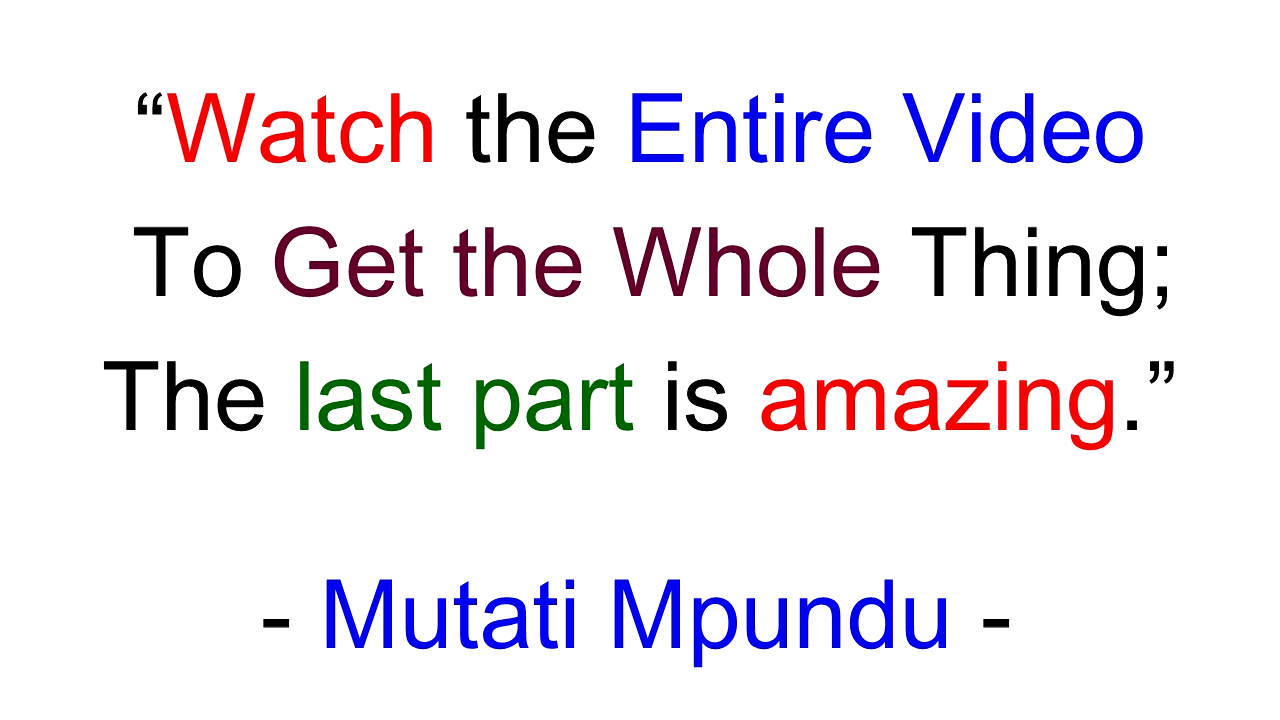 “Watch the Entire Video
To Get the Whole Thing;
The last part is amazing.”
- Mutati Mpundu -